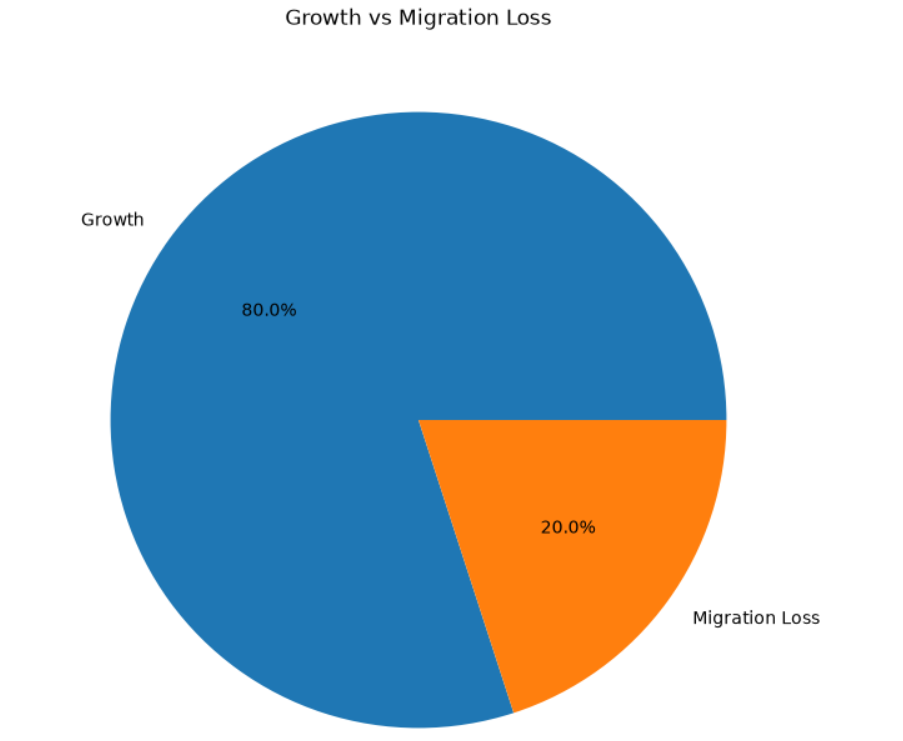 Growth vs Migration Loss
Growth
80.0%
20.0%
Migration Loss